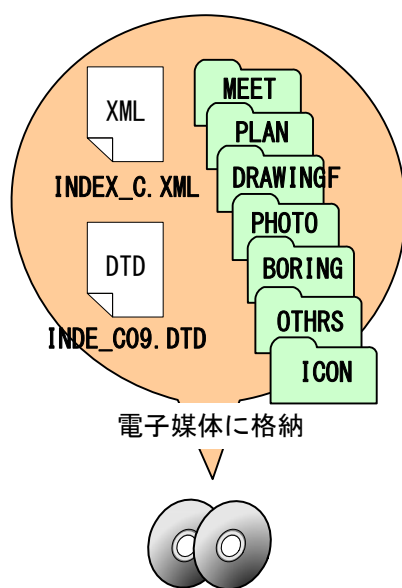 XML
INDEX_C.XML
DTD
INDE_C09.DTD
MEET
PLAN
DRAWINGF
PHOTO
BORING
OTHRS
ICON
電子媒体に格納